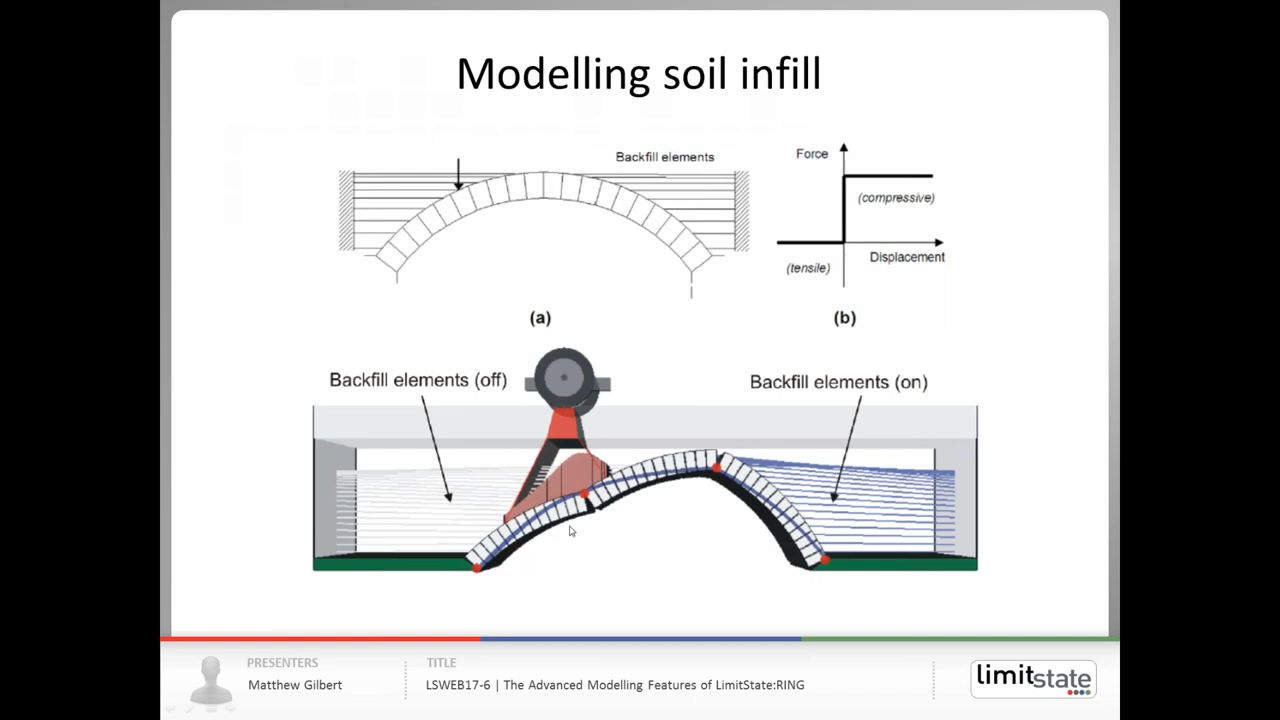 Modelling soil infill
Backfill elements
Force
(compressive)
Displacement
(tensile)
(a)
(b)
Backfill elements (off)
Backfill elements (on)
PRESENTERS
Matthew Gilbert
TITLE
LSWEB17-6 | The Advanced Modelling Features of LimitState:RING
limitstate